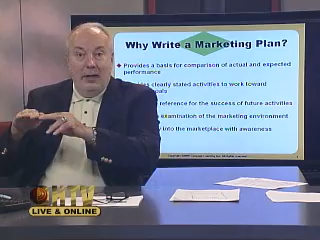 Why Write a Marketing Plan?
Provides a basis for comparison of actual and expected
performance
clearly stated activities to work toward
reference for the success of future activities
examination of the marketing environment
into the marketplace with awareness
LIVE & ONLINE